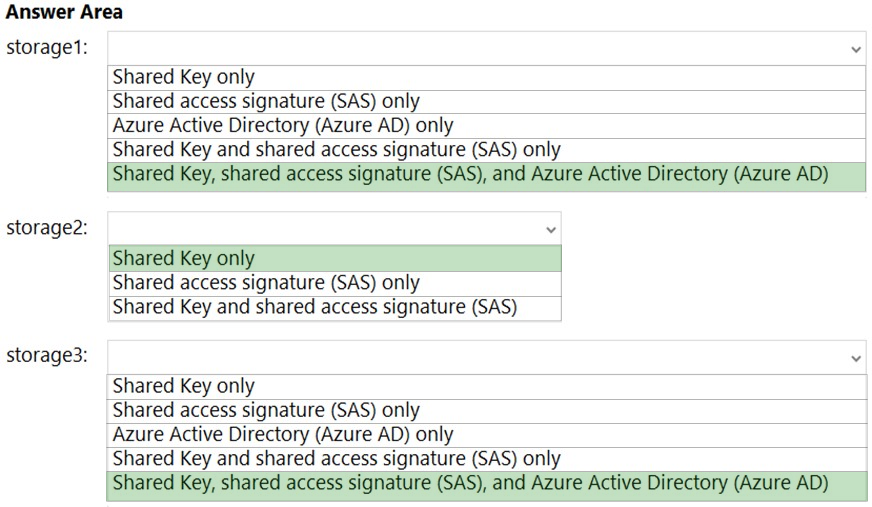 Answer Area
storage1:
Shared Key only
Shared access signature (SAS) only
Azure Active Directory (Azure AD) only
Shared Key and shared access signature (SAS) only
Shared Key, shared access signature (SAS), and Azure Active Directory (Azure AD)
storage2:
Shared Key only
Shared access signature (SAS) only
Shared Key and shared access signature (SAS)
storage3:
Shared Key only
Shared access signature (SAS) only
Azure Active Directory (Azure AD) only
Shared Key and shared access signature (SAS) only
Shared Key, shared access signature (SAS), and Azure Active Directory (Azure AD)